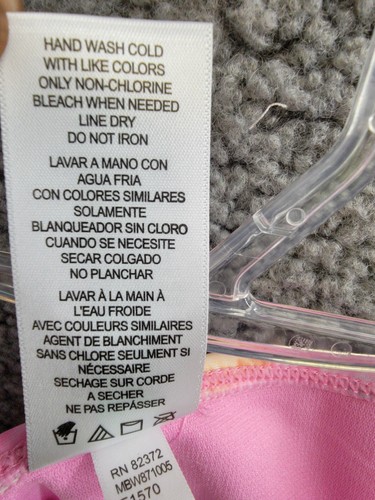 HAND WASH COLD
WITH LIKE COLORS
ONLY NON-CHLORINE
BLEACH WHEN NEEDED
LINE DRY
DO NOT IRON
LAVAR A MANO CON
AGUA FRIA
CON COLORES SIMILARES
SOLAMENTE
BLANQUEADOR SIN CLORO
CUANDO SE NECESITE
SECAR COLGADO
NO PLANCHAR
LAVAR À LA MAIN À
L'EAU FROIDE
AVEC COULEURS SIMILAIRES
AGENT DE BLANCHIMENT
SANS CHLORE SEULMENT SI
NÉCESSAIRE
SECHAGE SUR CORDE
A SECHER
NE PAS REPÁSSER
RN 82372
MBW871005
1570